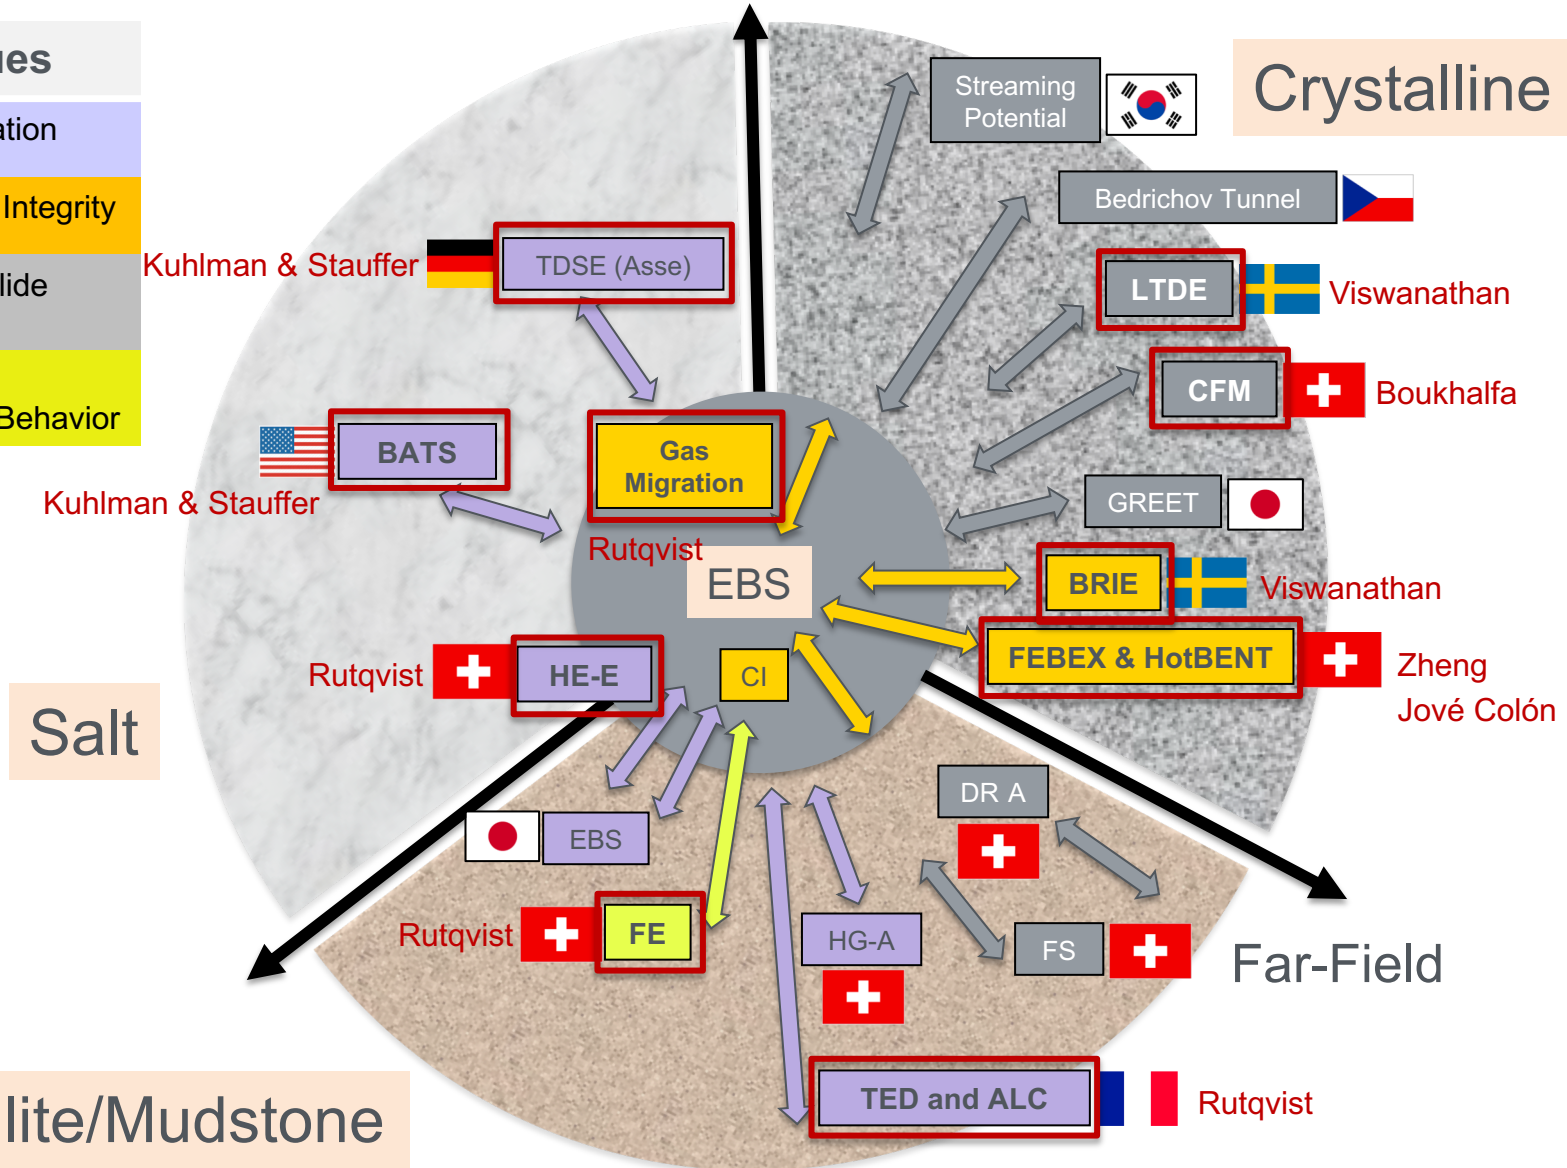 ues
ation
Integrity
lide
Behavior
Crystalline
Streaming
Potential
Bedrichov Tunnel
Kuhlman & Stauffer
TDSE (Asse)
LTDE
Viswanathan
CFM
Boukhalfa
BATS
Kuhlman & Stauffer
Gas
Migration
Rutqvist
GREET
EBS
BRIE
Viswanathan
FEBEX & HotBENT
Zheng
Jové Colón
Rutqvist
HE-E
CI
Salt
DR A
EBS
Rutqvist
FE
HG-A
FS
Far-Field
TED and ALC
Rutqvist
lite/Mudstone